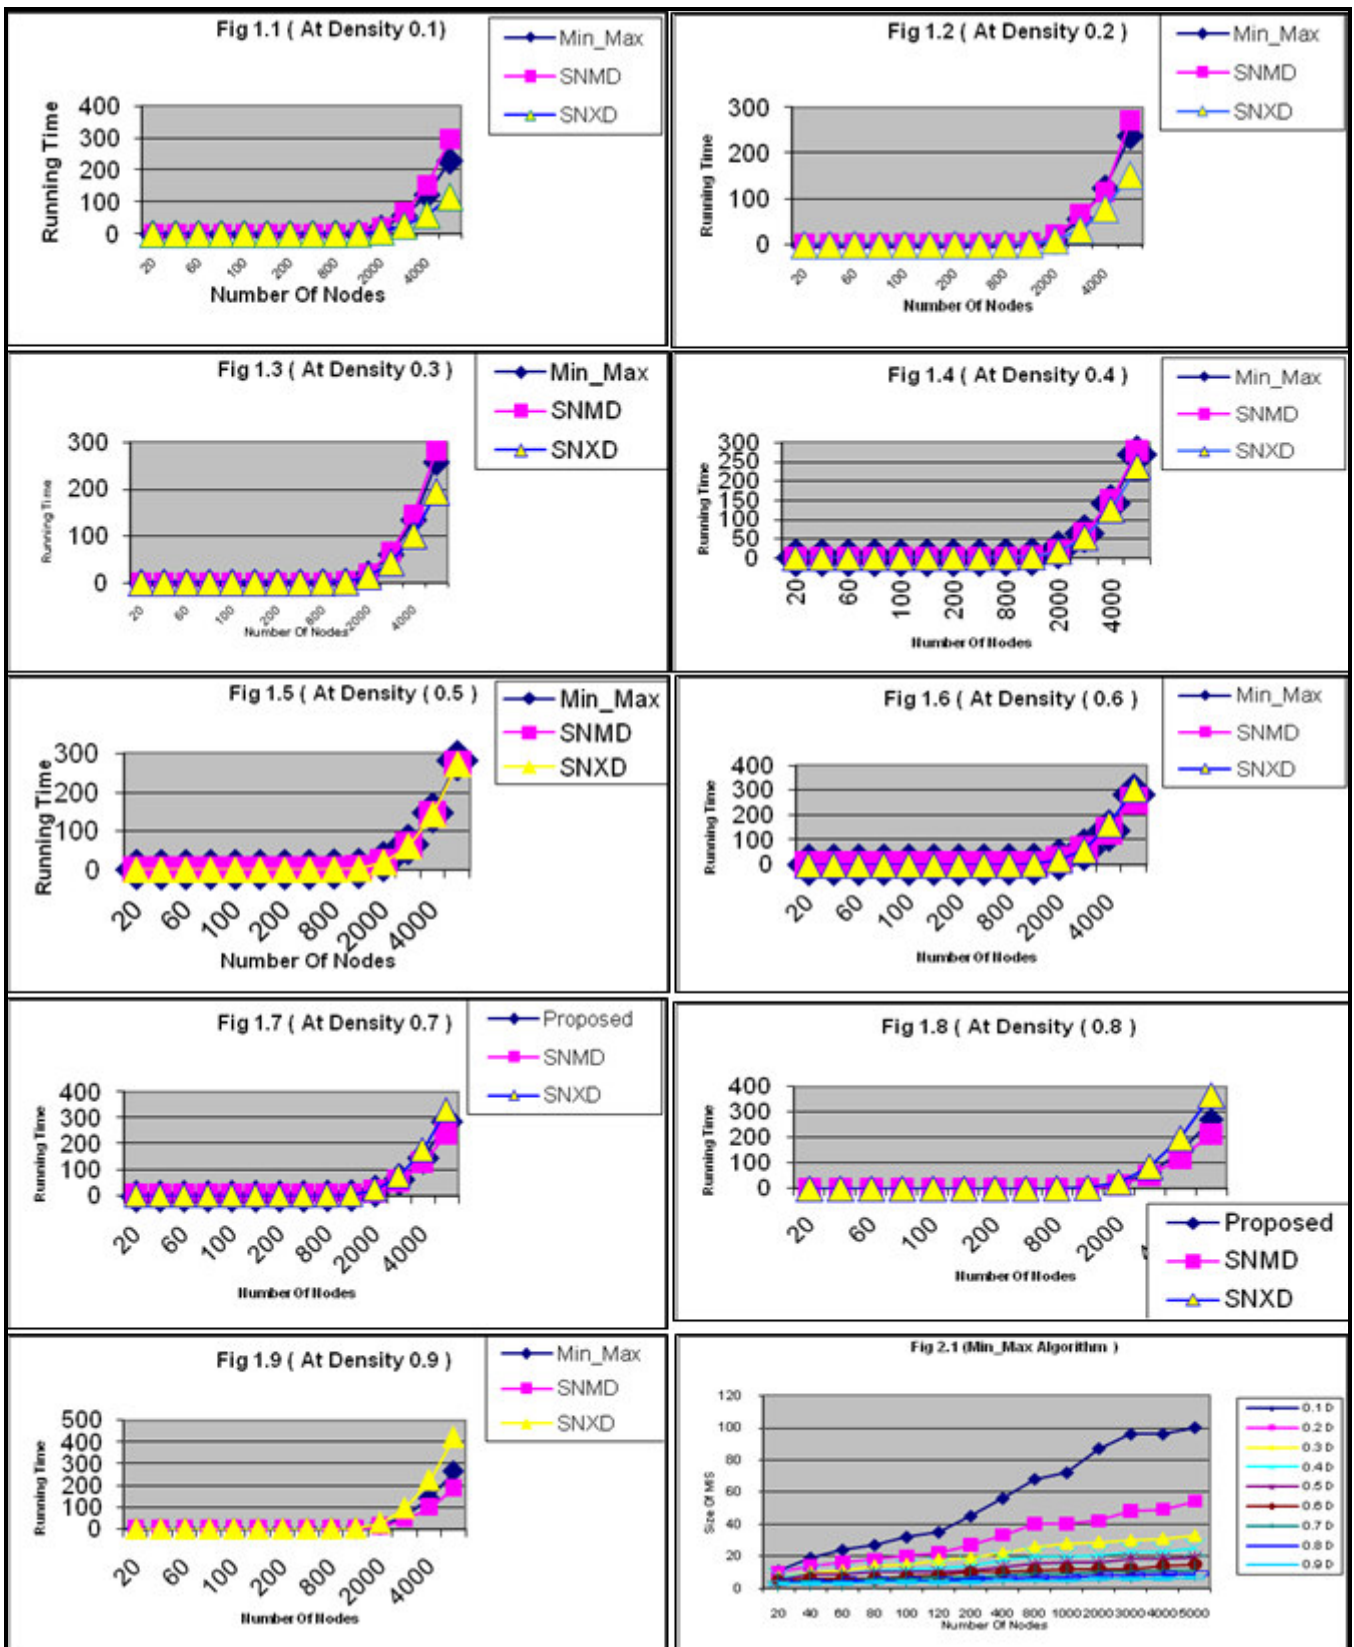 Fig 1.1 ( At Density 0.1)
Min_Max
SNMD
SNXD
400
300
200
100
0
Running Time
20 60 100 200 800 2000 4000
Number Of Nodes
Fig 1.2 ( At Density 0.2 )
Min_Max
SNMD
SNXD
300
200
100
0
Running Time
20 60 100 200 800 2000 4000
Number Of Nodes
Fig 1.3 ( At Density 0.3 )
Min_Max
SNMD
SNXD
300
200
100
0
Running Time
20 60 100 200 800 2000 4000
Number Of Nodes
Fig 1.4 ( At Density 0.4 )
Min_Max
SNMD
SNXD
300
250
200
150
100
50
0
Running Time
20 60 100 200 800 2000 4000
Number Of Nodes
Fig 1.5 ( At Density ( 0.5 )
Min_Max
SNMD
SNXD
300
200
100
0
Running Time
20 60 100 200 800 2000 4000
Number Of Nodes
Fig 1.6 ( At Density ( 0.6 )
Min_Max
SNMD
SNXD
400
300
200
100
0
Running Time
20 60 100 200 800 2000 4000
Number Of Nodes
Fig 1.7 ( At Density 0.7 )
Proposed
SNMD
SNXD
400
300
200
100
0
Running Time
20 60 100 200 800 2000 4000
Number Of Nodes
Fig 1.8 ( At Density ( 0.8 )
400
300
200
100
0
Running Time
20 60 100 200 800 2000
Number Of Nodes
Proposed
SNMD
SNXD
Fig 1.9 ( At Density 0.9 )
Min_Max
SNMD
SNXD
500
400
300
200
100
0
Running Time
20 60 100 200 800 2000 4000
Number Of Nodes
Fig 2.1 (Min_Max Algorithm )
120
100
80
60
40
20
0
Size Of MIS
20 40 60 80 100 120 200 400 800 1000 2000 3000 4000 5000
Number Of Nodes
0.1 D
0.2 D
0.3 D
0.4 D
0.5 D
0.6 D
0.7 D
0.8 D
0.9 D